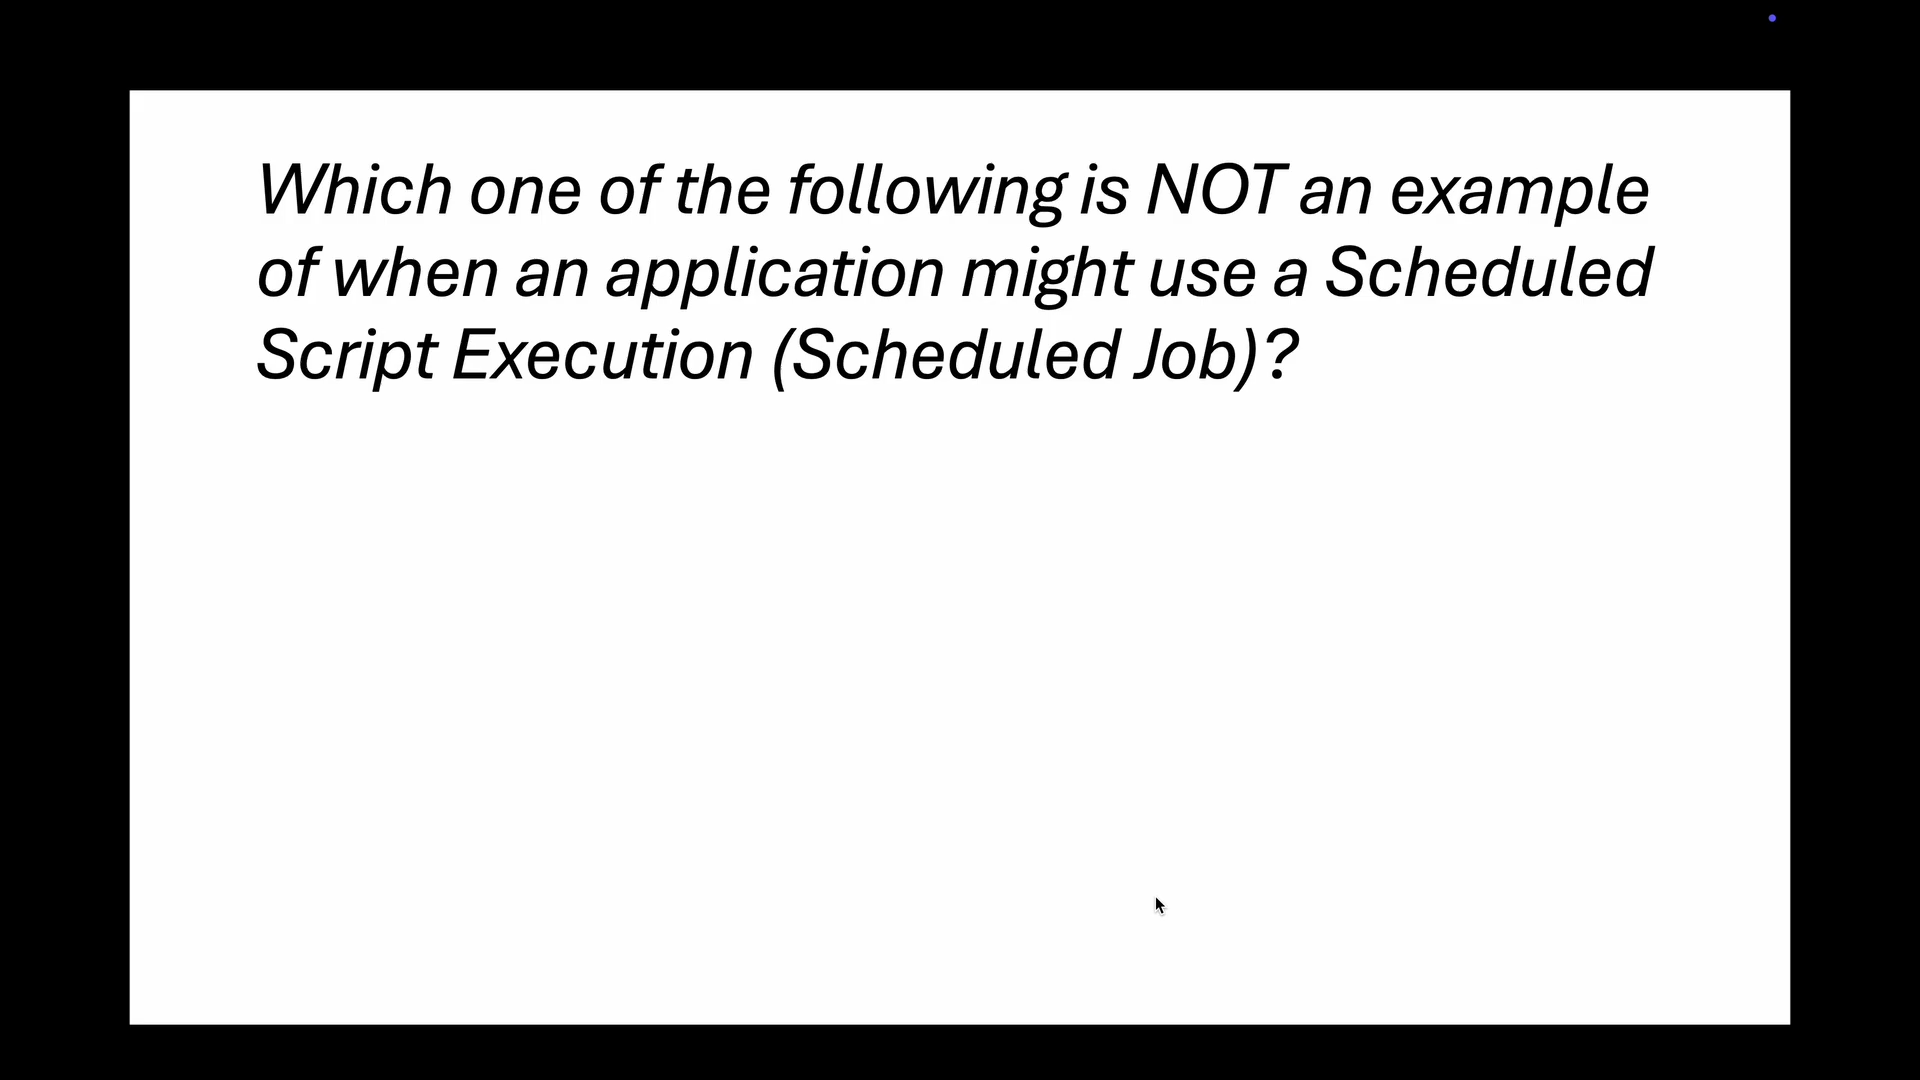 Which one of the following is NOT an example
of when an application might use a Scheduled
Script Execution (Scheduled Job)?